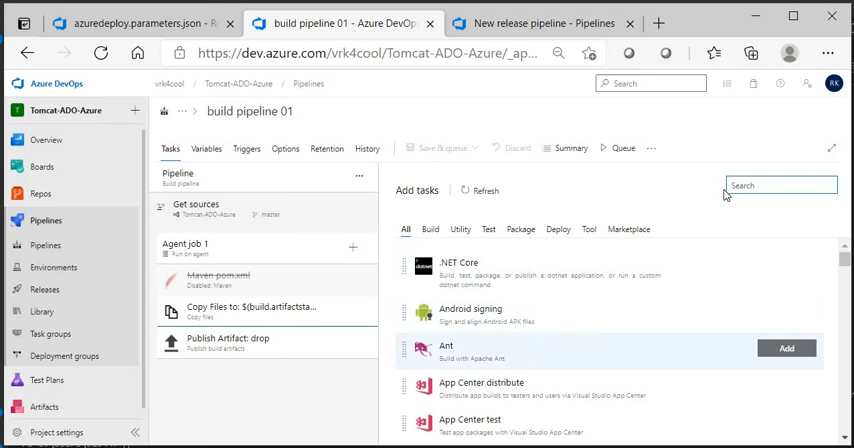 azuredeploy.parameters.json - Re
build pipeline 01 - Azure DevOp
New release pipeline - Pipelines
https://dev.azure.com/vrk4cool/Tomcat-ADO-Azure/_ap...
Azure DevOps
vrk4cool / Tomcat-ADO-Azure / Pipelines
Search
RK
T Tomcat-ADO-Azure
Overview
Boards
Repos
Pipelines
Pipelines
Environments
Releases
Library
Task groups
Deployment groups
Test Plans
Artifacts
Project settings
build pipeline 01
Tasks Variables Triggers Options Retention History
Save & queue Discard Summary Queue
Pipeline
Build pipeline
Get sources
Tomcat-ADO-Azure master
Agent job 1
Run on agent
Maven pom.xml
Disabled: Maven
Copy Files to: $(build.artifactsta...
Copy files
Publish Artifact: drop
Publish build artifacts
Add tasks Refresh
Search
All Build Utility Test Package Deploy Tool Marketplace
dotnet
.NET Core
Build, test, package, or publish a dotnet application, or run a custom
dotnet command
Android signing
Sign and align Android APK files
Ant
Build with Apache Ant
Add
App Center distribute
Distribute app builds to testers and users via Visual Studio App Center
App Center test
Test app packages with Visual Studio App Center